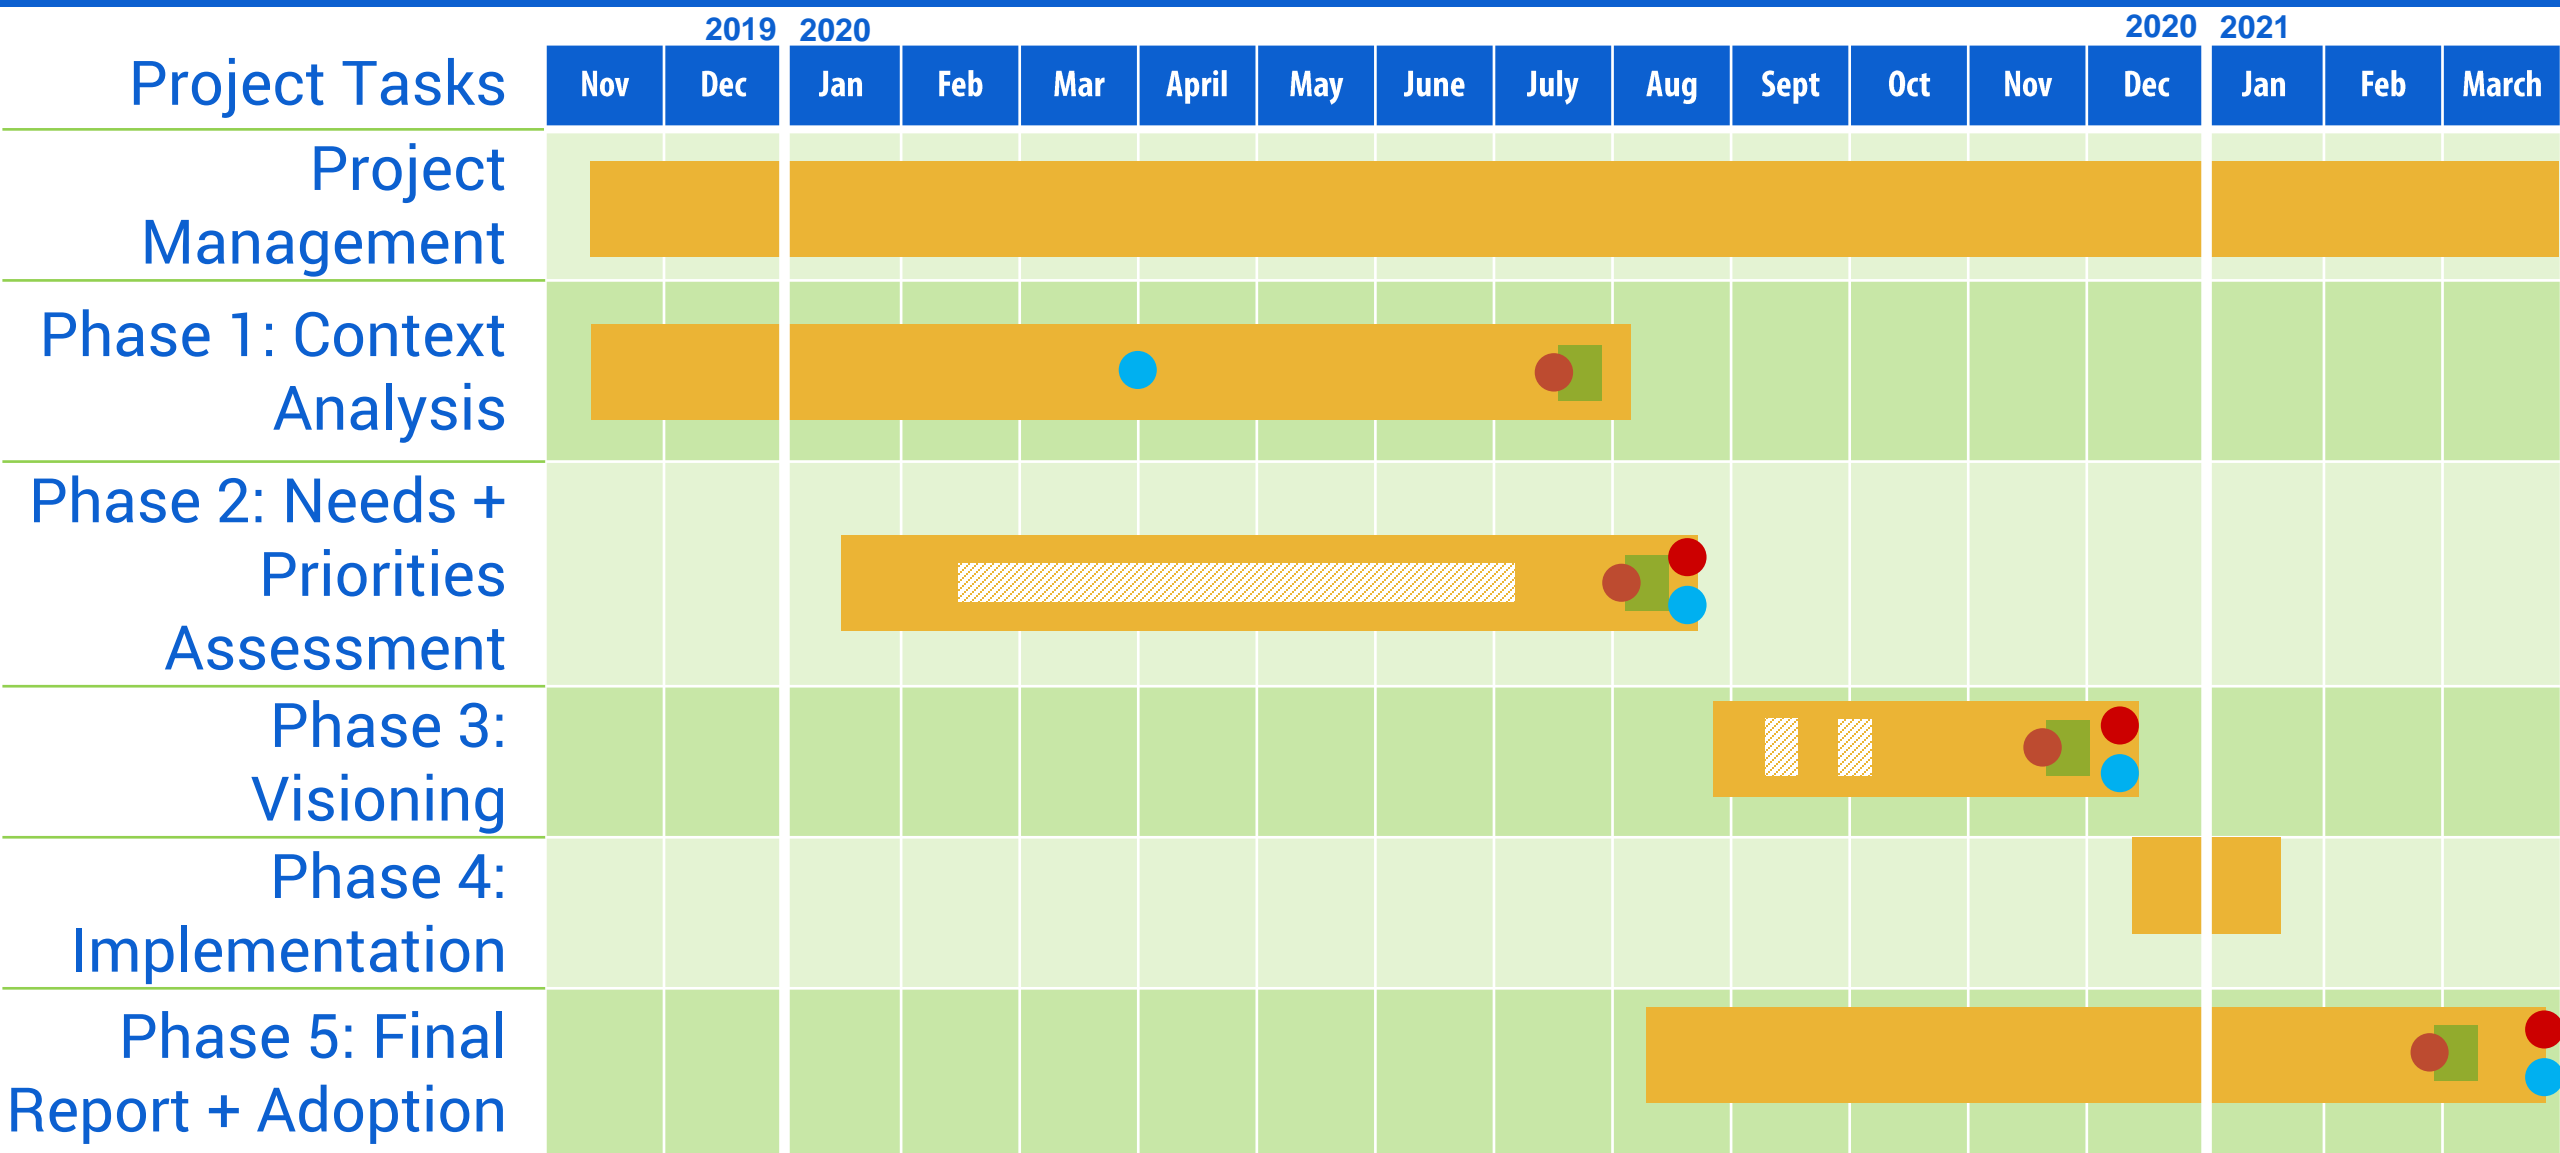 2019 2020 2020 2021
Project Tasks Nov Dec Jan Feb Mar April May June July Aug Sept Oct Nov Dec Jan Feb March
Project
Management
Phase 1: Context
Analysis
Phase 2: Needs +
Priorities
Assessment
Phase 3:
Visioning
Phase 4:
Implementation
Phase 5: Final
Report + Adoption